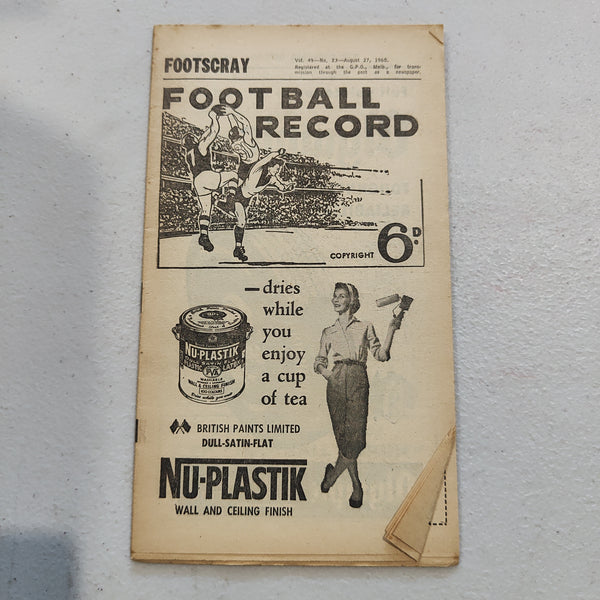 FOOTSCRAY
Vol. 49—No. 23—August 27, 1960.
Registered at the G.P.O., Melb., for trans-
mission through the post as a newspaper.
FOOTBALL
RECORD
COPYRIGHT 6D.
—dries
while
you
enjoy
a cup
of tea
NU-PLASTIK
PVA
WALL & CEILING FINISH
BRITISH PAINTS LIMITED
DULL-SATIN-FLAT
NU-PLASTIK
WALL AND CEILING FINISH